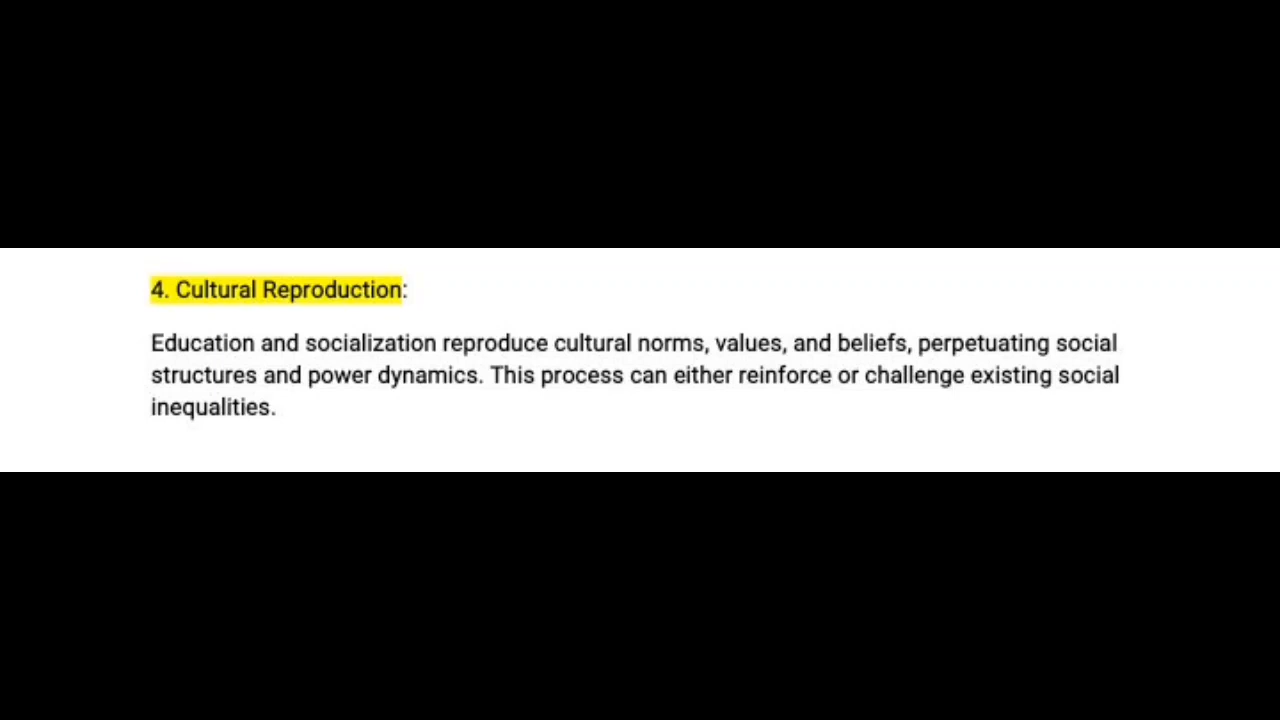 4. Cultural Reproduction:
Education and socialization reproduce cultural norms, values, and beliefs, perpetuating social
structures and power dynamics. This process can either reinforce or challenge existing social
inequalities.